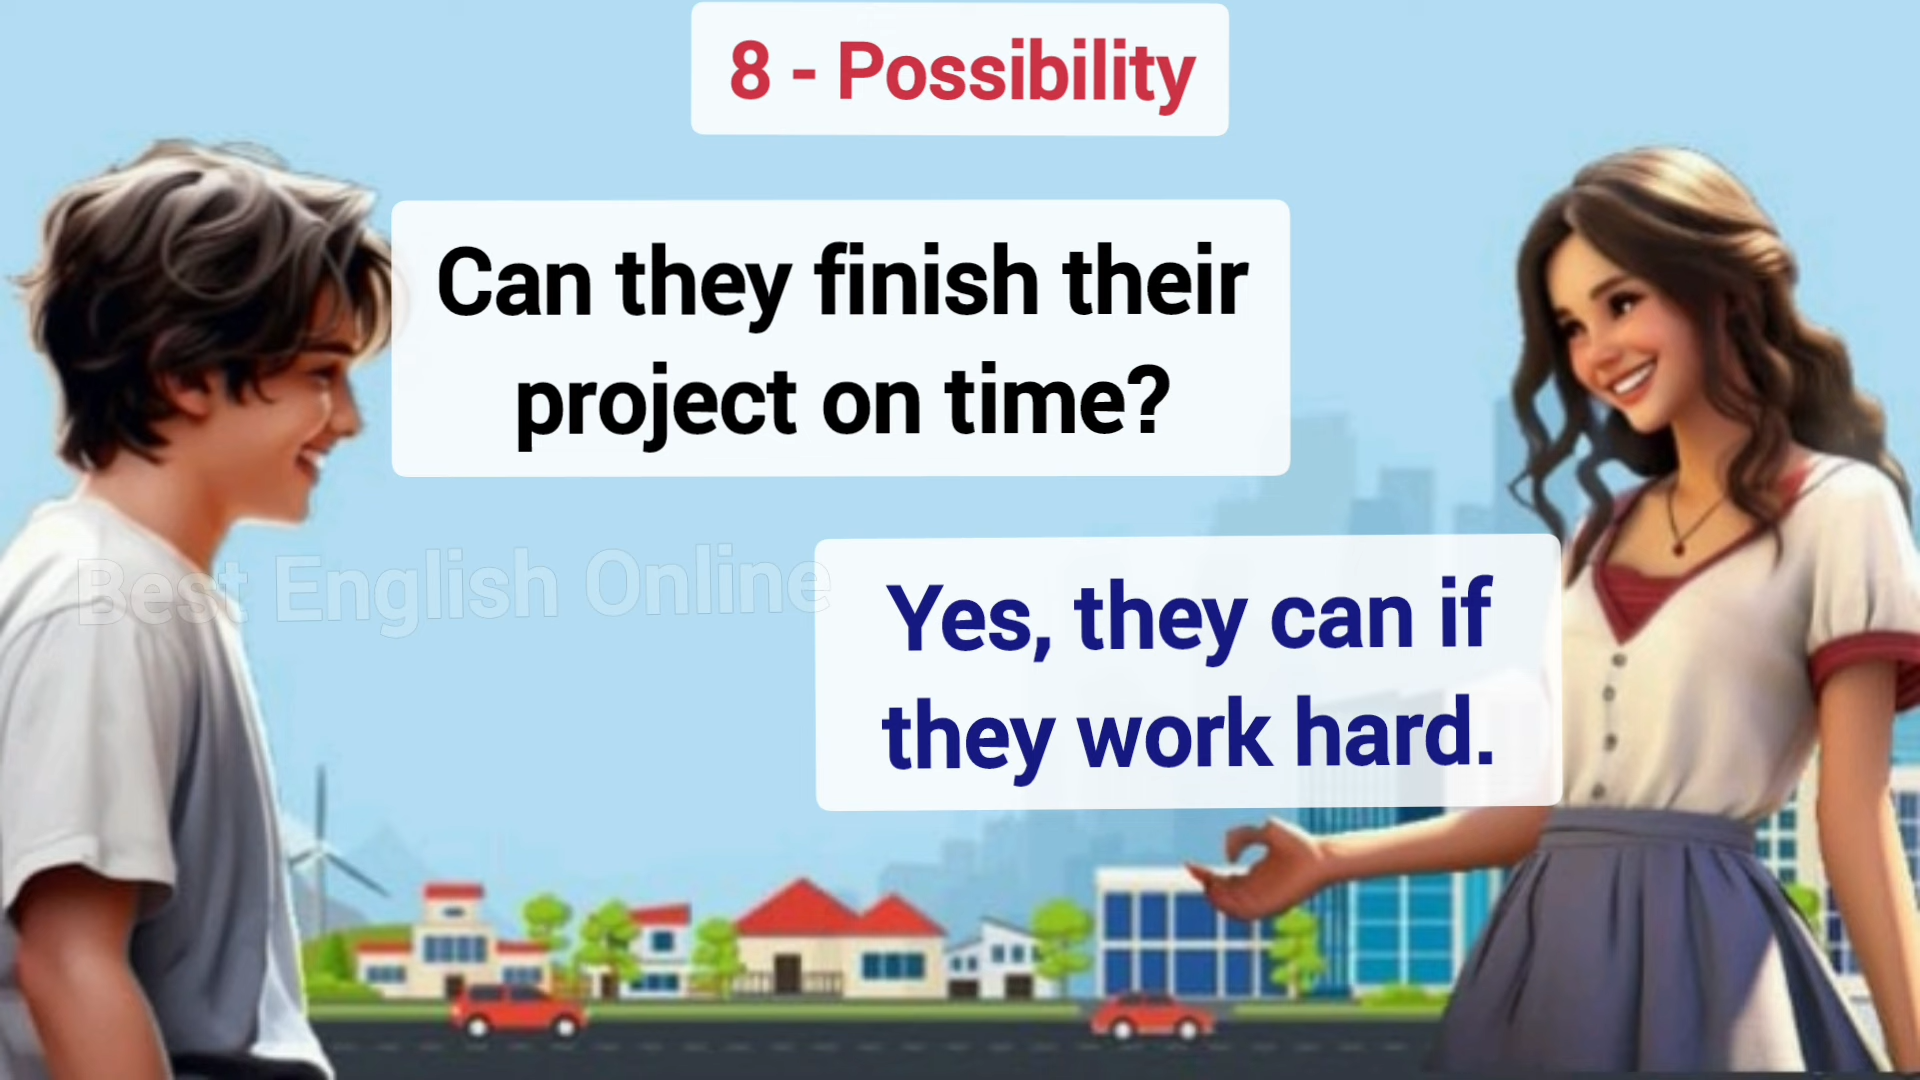 8 - Possibility
Can they finish their
project on time?
Best English Online
Yes, they can if
they work hard.